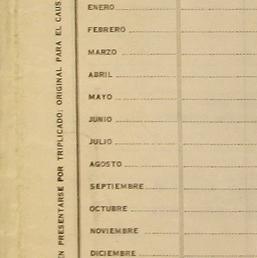 ENERO
FEBRERO
MARZO
ABRIL
MAYO
JUNIO
JULIO
AGOSTO
SEPTIEMBRE
OCTUBRE
NOVIEMBRE
DICIEMBRE
EN PRESENTARSE POR TRIPLICADO: ORIGINAL PARA EL CAUS